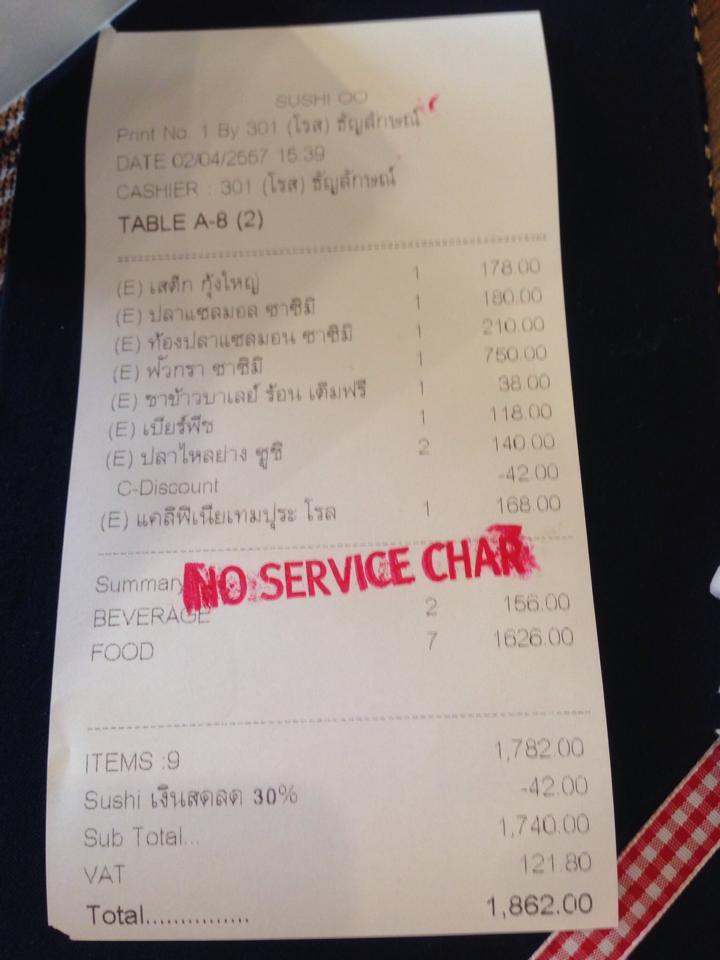 SUSHI OO
Print No. 1 By 301 (โรส) ธัญลักษณ์
DATE 02/04/2557 15:39
CASHIER : 301 (โรส) ธัญลักษณ์
TABLE A-8 (2)
(E) เสต๊ก กุ้งใหญ่ 1 178.00
(E) ปลาแซลมอล ซาซิมิ 1 180.00
(E) ท้องปลาแซลมอน ซาซิมิ 1 210.00
(E) ฟัวกรา ซาซิมิ 1 750.00
(E) ชาข้าวบาเลย์ ร้อน เติมฟรี 1 38.00
(E) เบียร์พีช 1 118.00
(E) ปลาไหลย่าง ซูชิ 2 140.00
C-Discount -42.00
(E) แคลิฟิเนียเทมปุระ โรล 1 168.00
NO SERVICE CHAR
Summary
BEVERAGE 2 156.00
FOOD 7 1626.00
ITEMS :9 1,782.00
Sushi เงินสดลด 30% -42.00
Sub Total... 1,740.00
VAT 121.80
Total............... 1,862.00